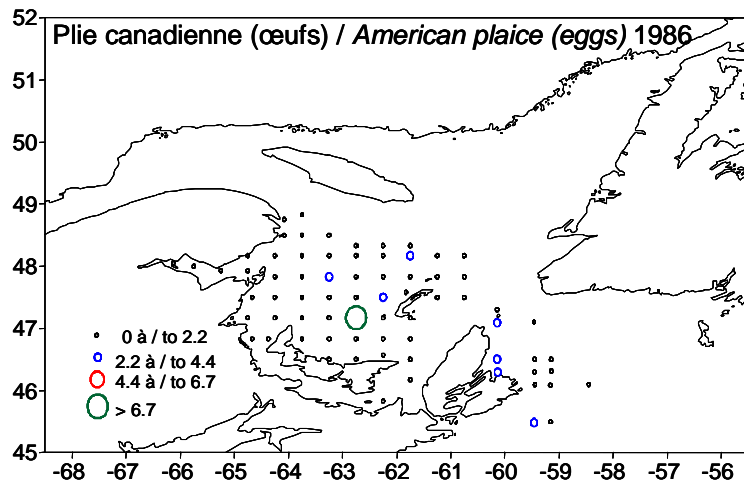 Plie canadienne (œufs) / American plaice (eggs) 1986
52
51
50
49
48
47
46
45
0 à / to 2.2
2.2 à / to 4.4
4.4 à / to 6.7
> 6.7
-68 -67 -66 -65 -64 -63 -62 -61 -60 -59 -58 -57 -56